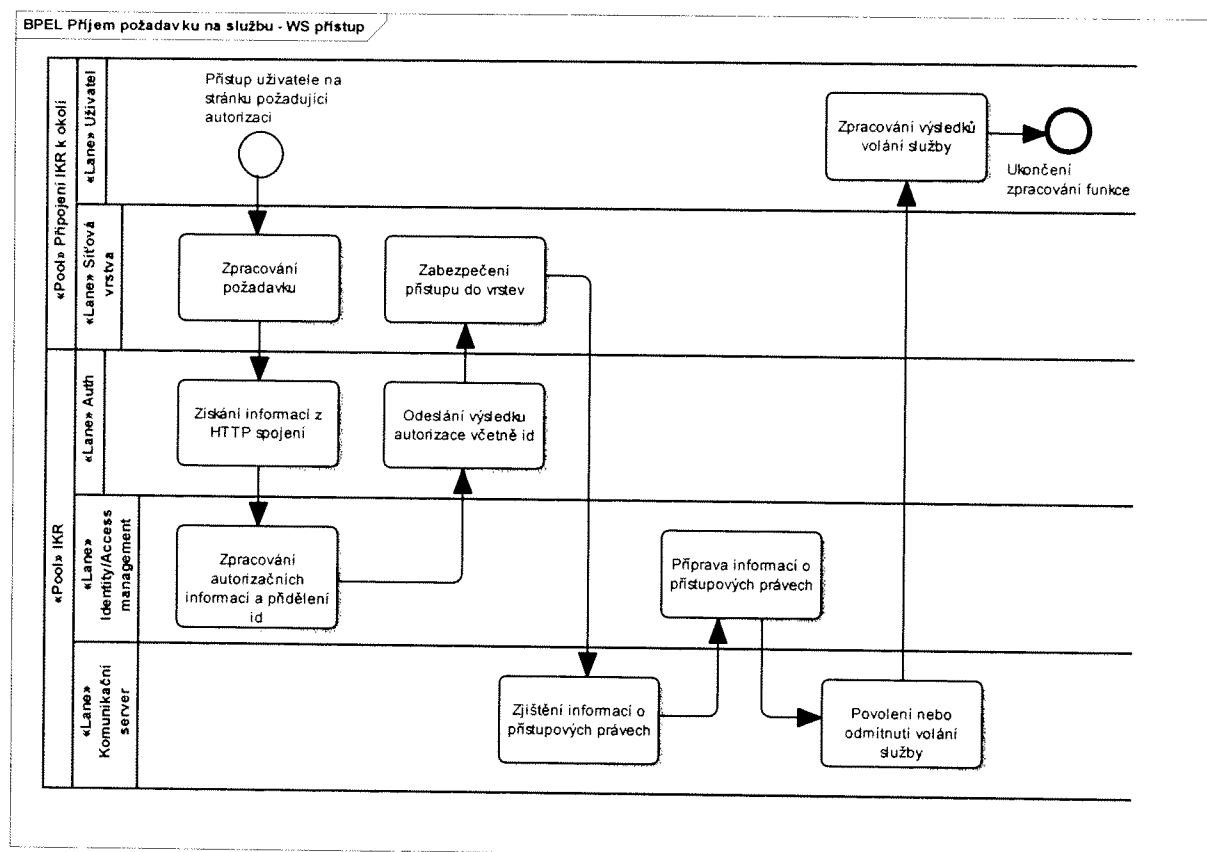 BPEL Příjem požadavku na službu - WS přístup
«Pool» Připojení IKR k okolí
«Lane» Uživatel
Přístup uživatele na
stránku požadující
autorizaci
Zpracování výsledků
volání služby
Ukončení
zpracování funkce
«Lane» Síťová
vrstva
Zpracování
požadavku
Zabezpečení
přístupu do vrstev
«Pool» IKR
«Lane» Auth
Získání informací z
HTTP spojení
Odeslání výsledku
autorizace včetně id
«Lane»
Identity/Access
management
Zpracování
autorizačních
informací a přidělení
id
Příprava informací o
přístupových právech
«Lane»
Komunikační
server
Zjištění informací o
přístupových právech
Povolení nebo
odmítnutí volání
služby